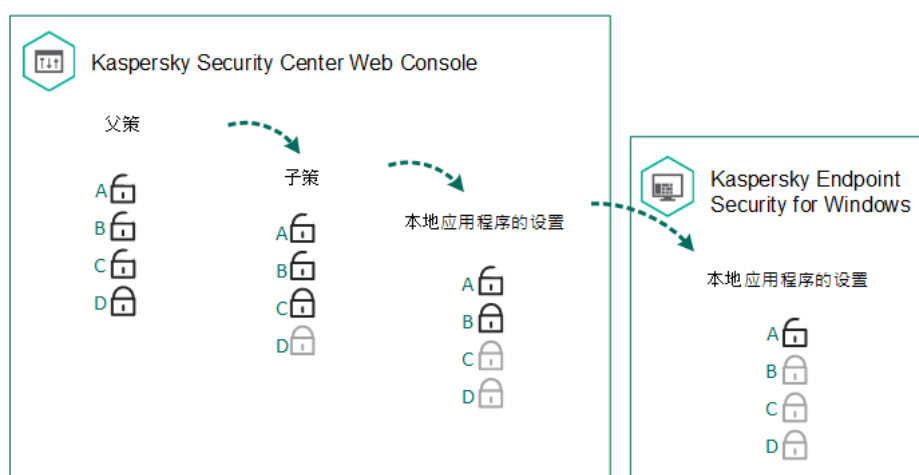 Kaspersky Security Center Web Console
父策
A
B
C
D
子策
A
B
C
D
本地应用程序的设置
A
B
C
D
Kaspersky Endpoint
Security for Windows
本地应用程序的设置
A
B
C
D